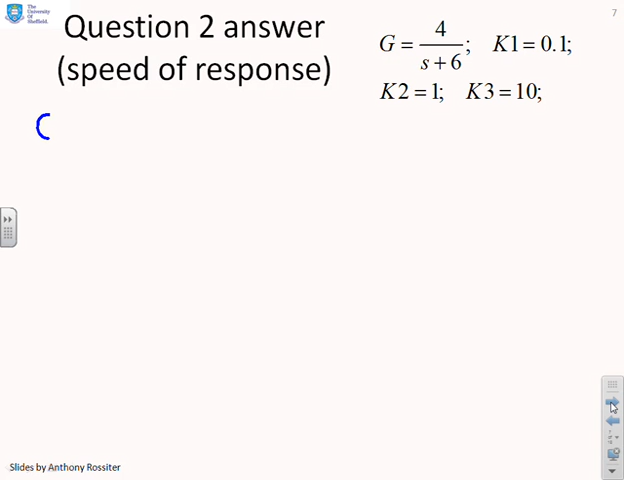 The
University
Of
Sheffield.
7
Question 2 answer
(speed of response)
G = 4/(s+6); K1 = 0.1;
K2 = 1; K3 = 10;
C
Slides by Anthony Rossiter